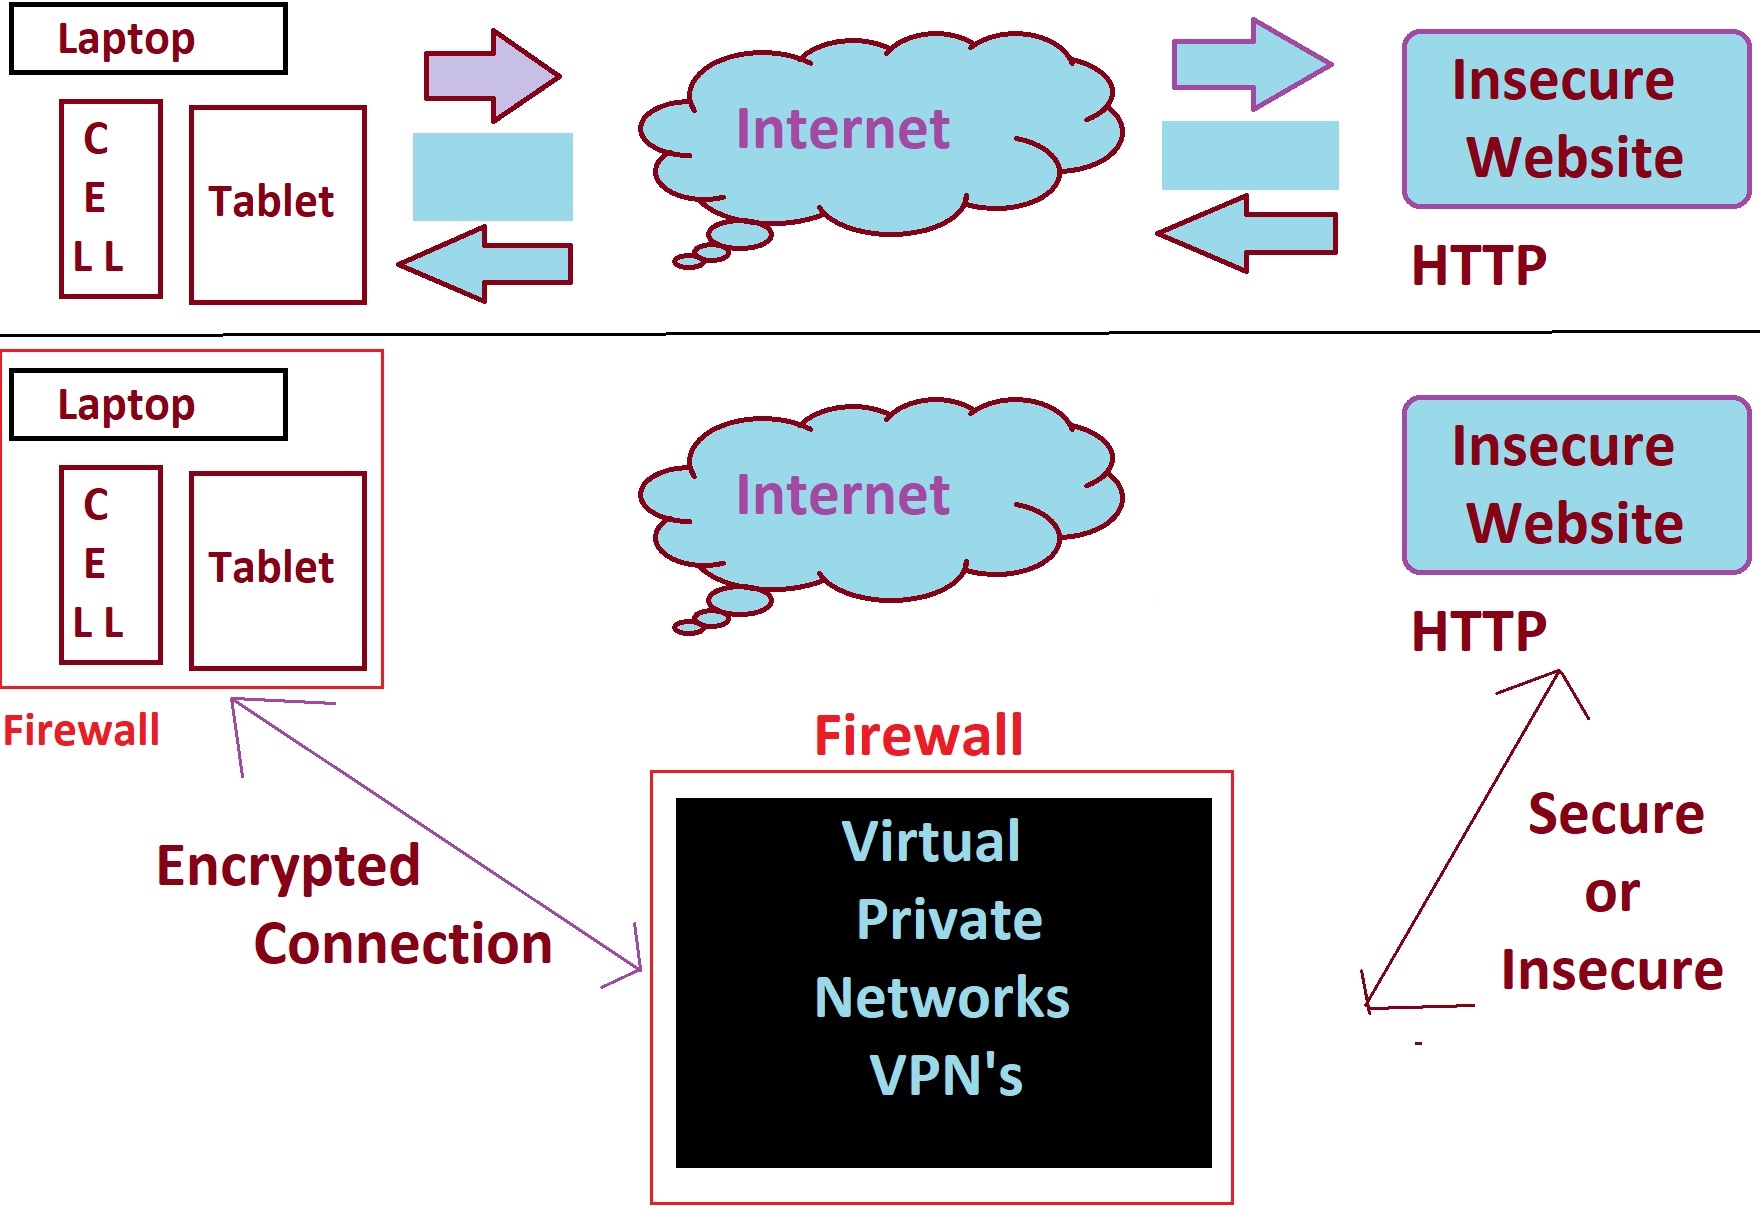 Laptop
C
E
L L
Tablet
Internet
Insecure
Website
HTTP
Laptop
C
E
L L
Tablet
Firewall
Internet
Insecure
Website
HTTP
Encrypted
Connection
Firewall
Virtual
Private
Networks
VPN's
Secure
or
Insecure